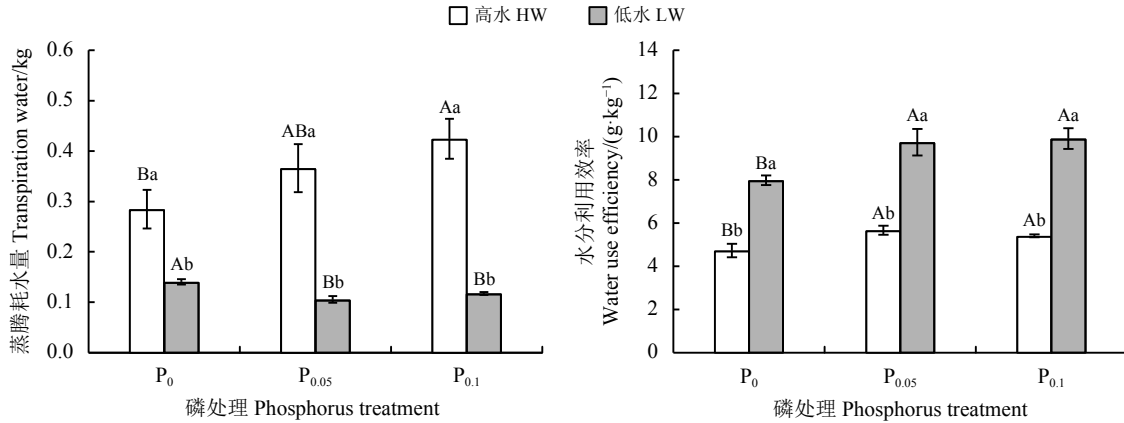 高水 HW 低水 LW
蒸腾耗水量 Transpiration water/kg
0.6
0.5
0.4
0.3
0.2
0.1
0.0
Ba
Ab
ABa
Bb
Aa
Bb
P0
P0.05
P0.1
磷处理 Phosphorus treatment
水分利用效率
Water use efficiency/(g·kg⁻¹)
14
12
10
8
6
4
2
0
Bb
Ba
Ab
Aa
Ab
Aa
P0
P0.05
P0.1
磷处理 Phosphorus treatment